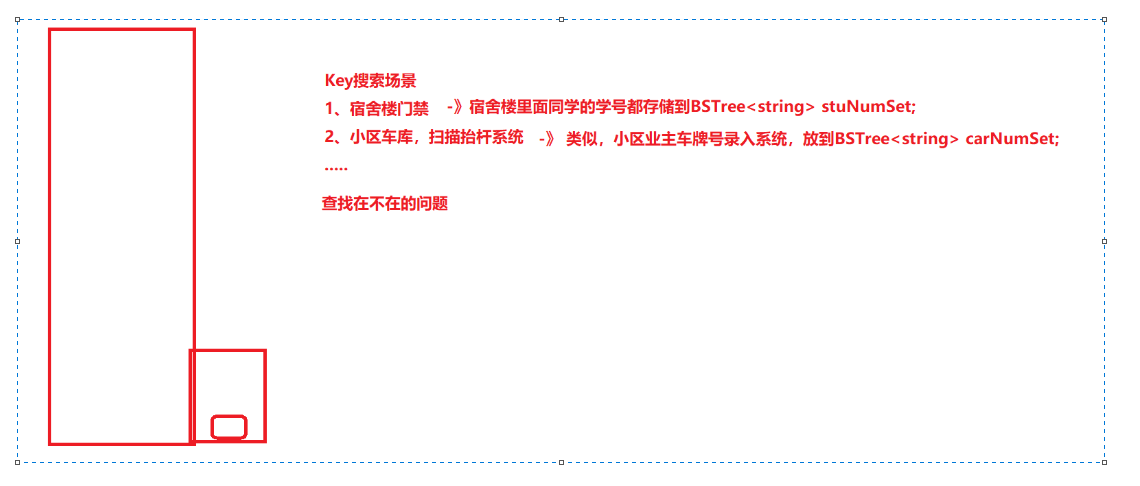 Key搜索场景
1、宿舍楼门禁 -》宿舍楼里面同学的学号都存储到BSTree<string> stuNumSet;
2、小区车库，扫描抬杆系统 -》 类似，小区业主车牌号录入系统，放到BSTree<string> carNumSet;
.....
查找在不在的问题